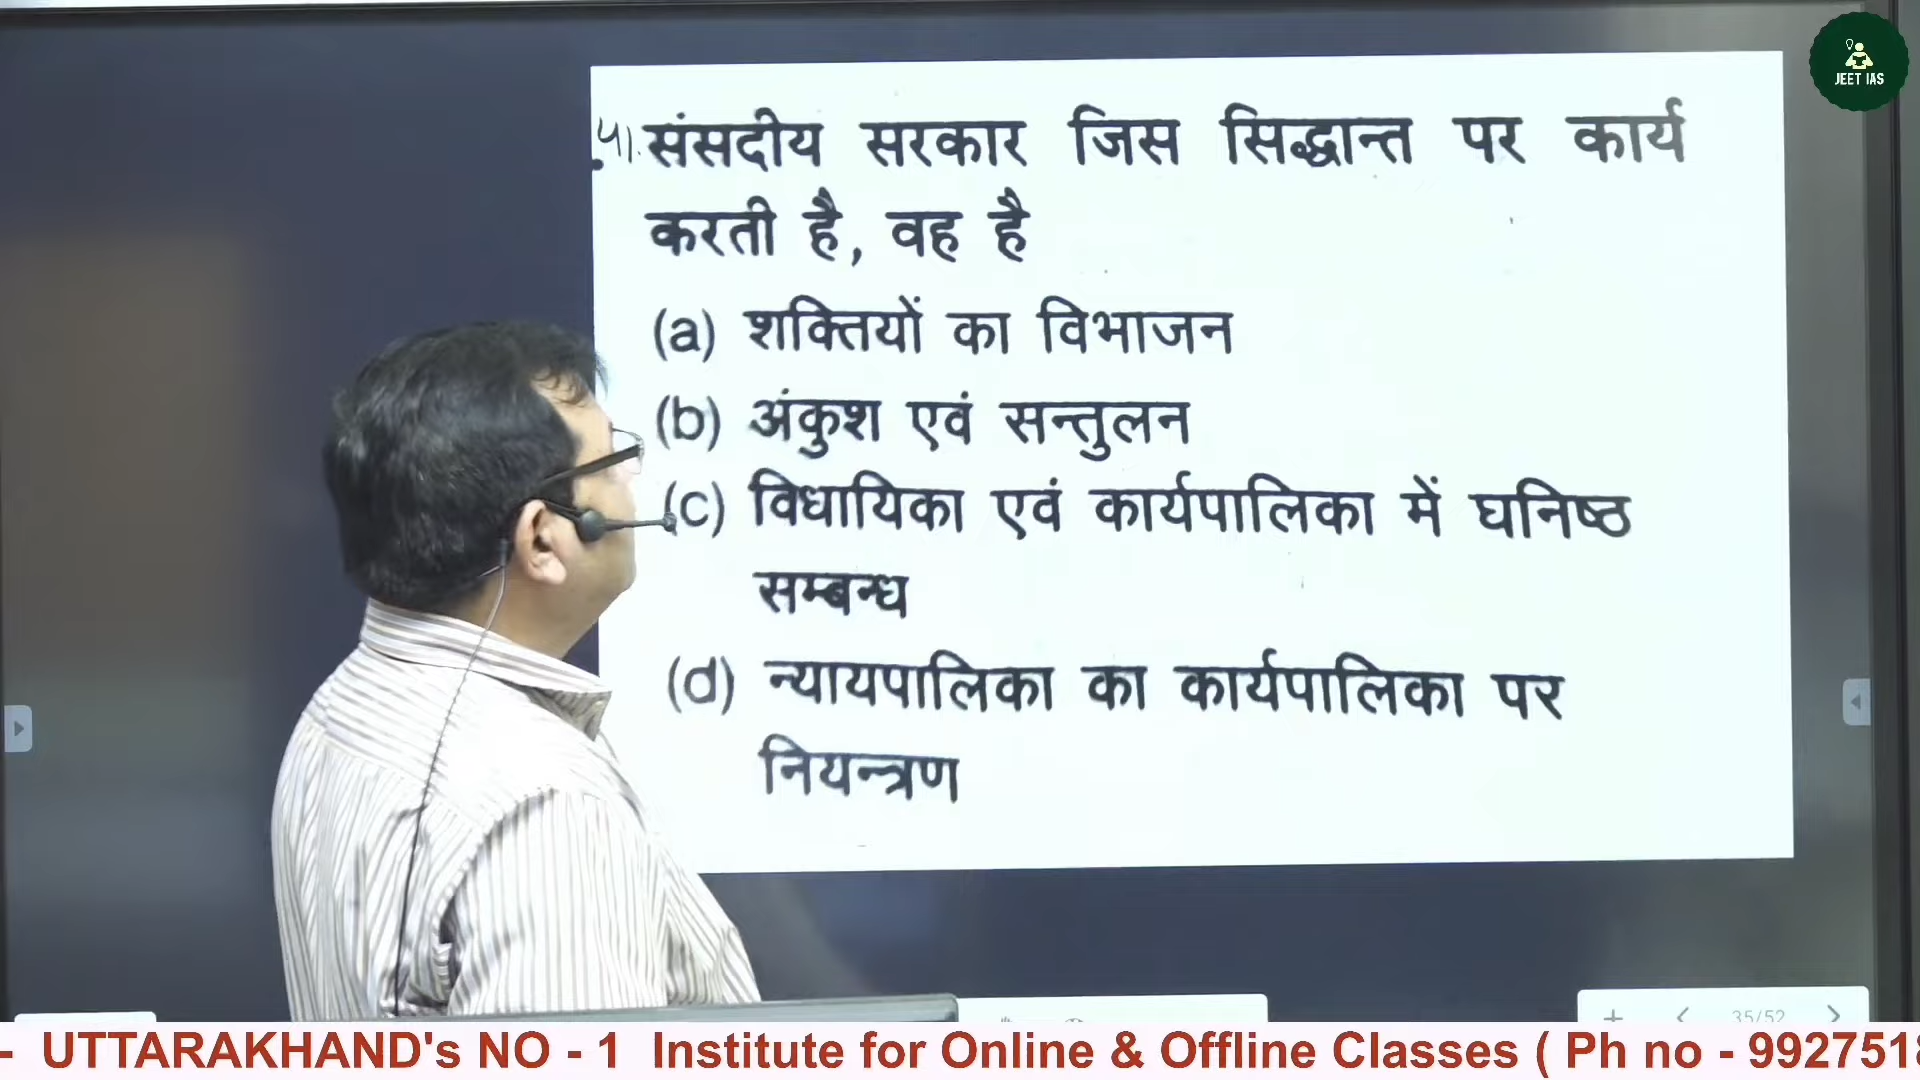 JEET IAS
51. संसदीय सरकार जिस सिद्धान्त पर कार्य
करती है, वह है
(a) शक्तियों का विभाजन
(b) अंकुश एवं सन्तुलन
(c) विधायिका एवं कार्यपालिका में घनिष्ठ
सम्बन्ध
(d) न्यायपालिका का कार्यपालिका पर
नियन्त्रण
35/52
- UTTARAKHAND's NO - 1 Institute for Online & Offline Classes ( Ph no - 992751